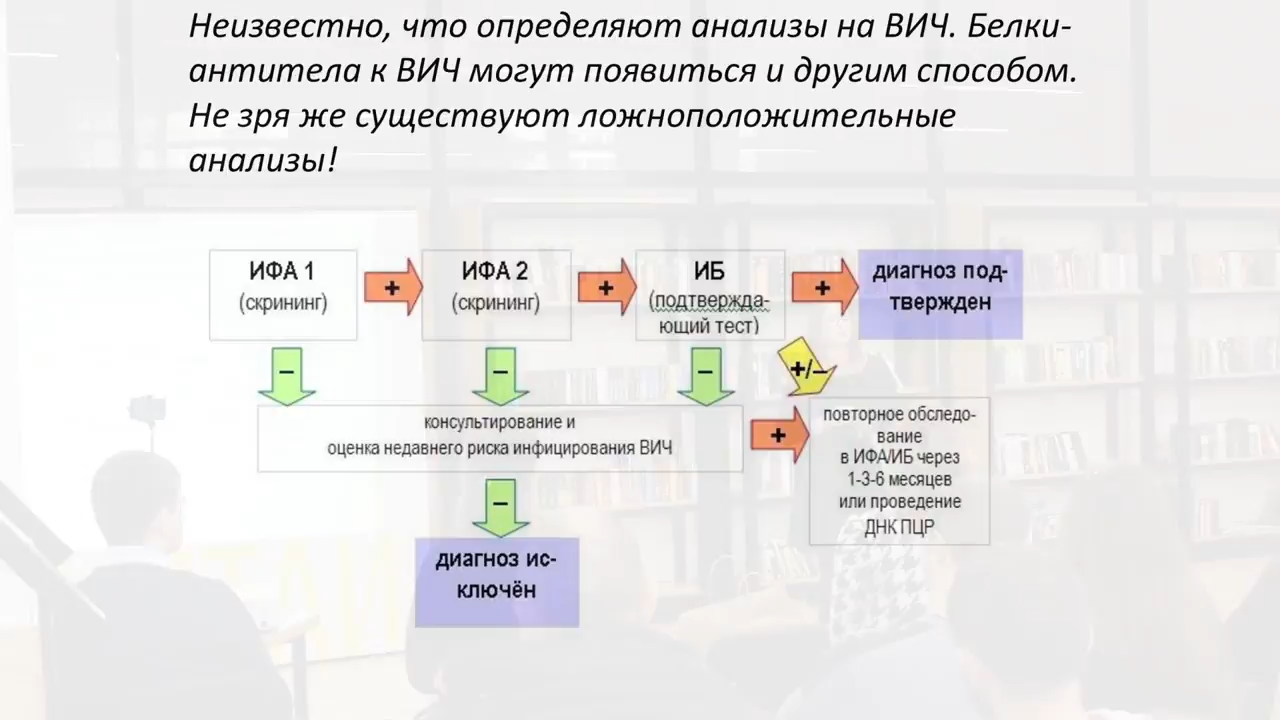 Неизвестно, что определяют анализы на ВИЧ. Белки-
антитела к ВИЧ могут появиться и другим способом.
Не зря же существуют ложноположительные
анализы!
ИФА 1
(скрининг)
+
ИФА 2
(скрининг)
+
ИБ
(подтвержда-
ющий тест)
+
диагноз под-
твержден
–
–
–
+/–
консультирование и
оценка недавнего риска инфицирования ВИЧ
+
повторное обследо-
вание
в ИФА/ИБ через
1-3-6 месяцев
или проведение
ДНК ПЦР
–
диагноз ис-
ключён